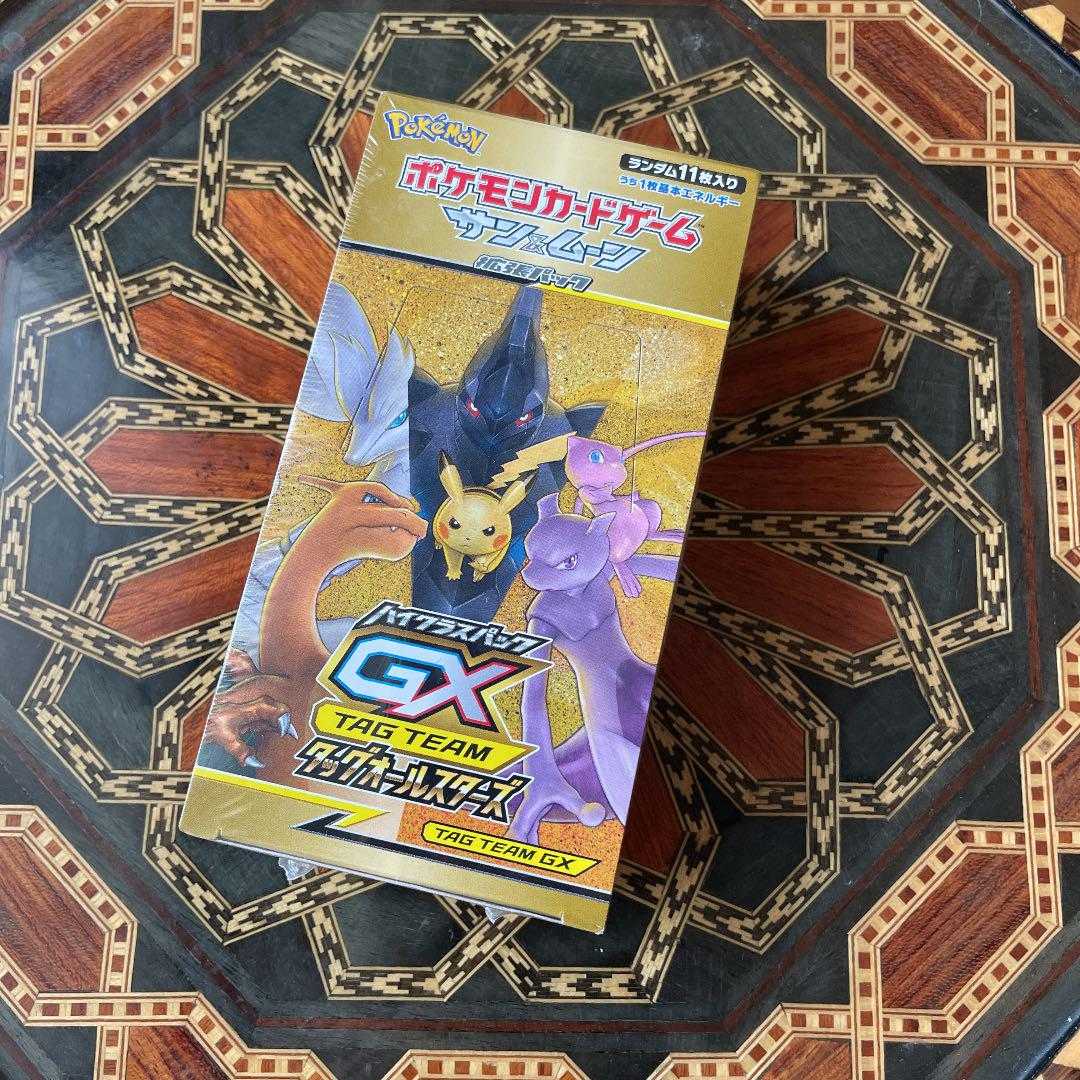 POKÉMON
ランダム11枚入り
うち1枚基本エネルギー
ポケモンカードゲーム
サン&ムーン
拡張パック
ハイクラスパック
GX
TAG TEAM
タッグオールスターズ
TAG TEAM GX